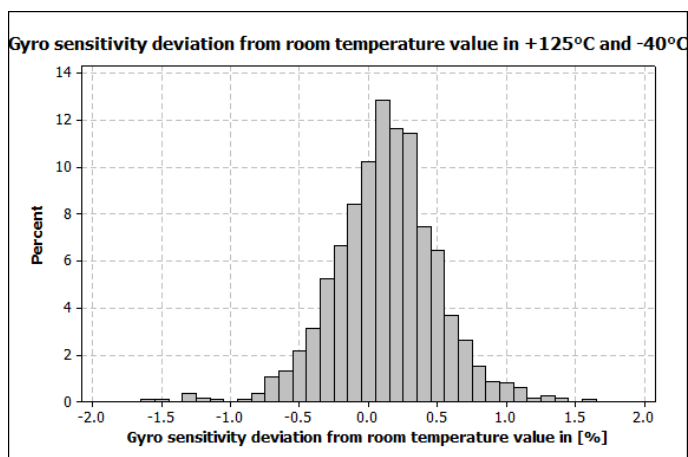 Gyro sensitivity deviation from room temperature value in +125°C and -40°C
14
12
10
8
6
4
2
0
Percent
-2.0 -1.5 -1.0 -0.5 0.0 0.5 1.0 1.5 2.0
Gyro sensitivity deviation from room temperature value in [%]